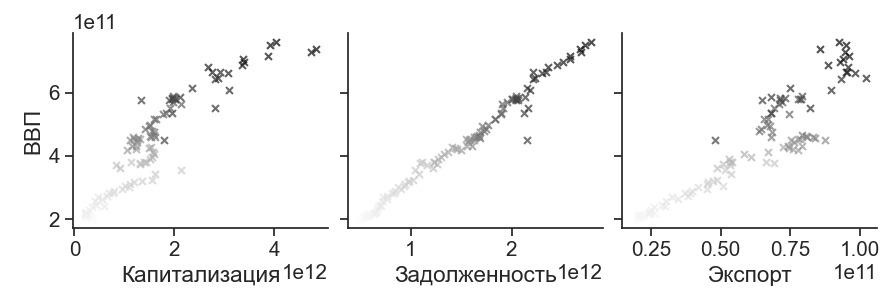 1e11
ВВП
6
4
2
0 2 4 1 2 0.25 0.50 0.75 1.00
Капитализация 1e12 Задолженность 1e12 Экспорт 1e11